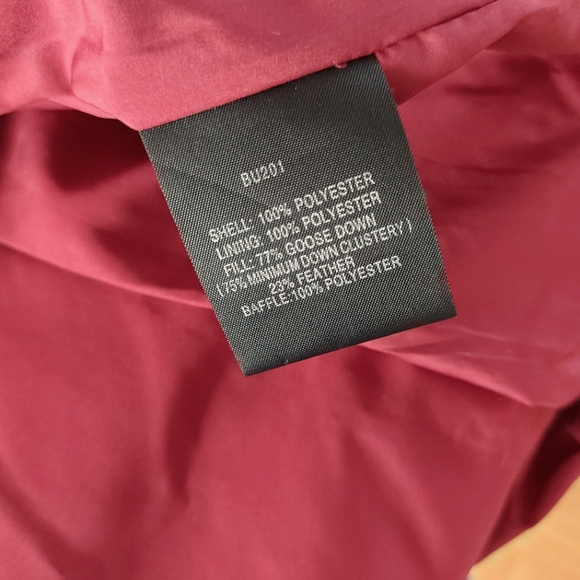 BU201
SHELL: 100% POLYESTER
LINING: 100% POLYESTER
FILL: 77% GOOSE DOWN
(75% MINIMUM DOWN CLUSTERY)
23% FEATHER
BAFFLE:100% POLYESTER